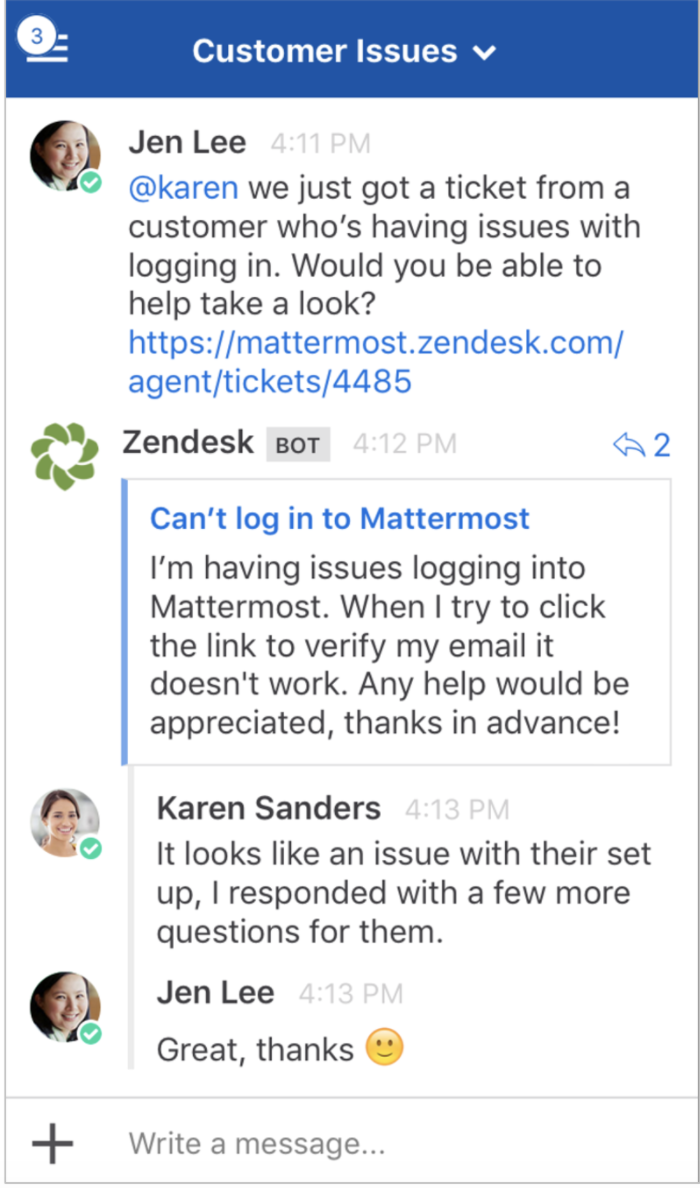 3
Customer Issues
Jen Lee 4:11 PM
@karen we just got a ticket from a
customer who’s having issues with
logging in. Would you be able to
help take a look?
https://mattermost.zendesk.com/
agent/tickets/4485
Zendesk BOT 4:12 PM 2
Can’t log in to Mattermost
I’m having issues logging into
Mattermost. When I try to click
the link to verify my email it
doesn't work. Any help would be
appreciated, thanks in advance!
Karen Sanders 4:13 PM
It looks like an issue with their set
up, I responded with a few more
questions for them.
Jen Lee 4:13 PM
Great, thanks 🙂
Write a message...